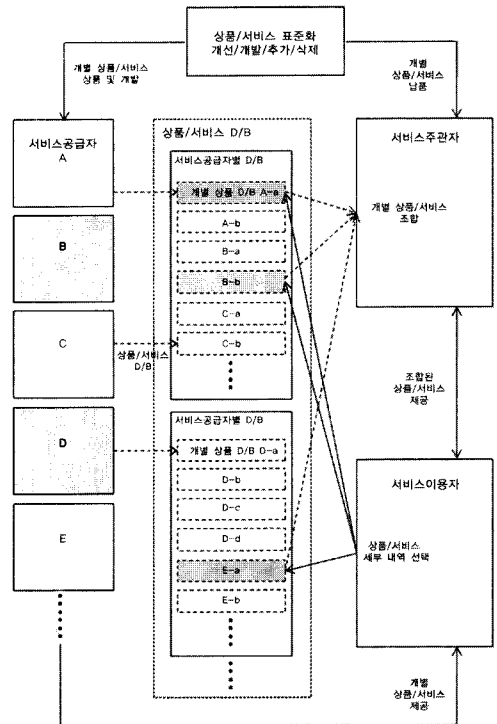 상품/서비스 표준화
개선/개발/추가/삭제
개별 상품/서비스
상품 및 개발
개별
상품/서비스
납품
서비스공급자
A
B
C
D
E
상품/서비스
D/B
상품/서비스 D/B
서비스공급자별 D/B
개별 상품 D/B A-a
A-b
B-a
B-b
C-a
C-b
서비스공급자별 D/B
개별 상품 D/B D-a
D-b
D-c
D-d
E-a
E-b
서비스주관자
개별 상품/서비스
조합
조합된
상품/서비스
제공
서비스이용자
상품/서비스
세부 내역 선택
개별
상품/서비스
제공